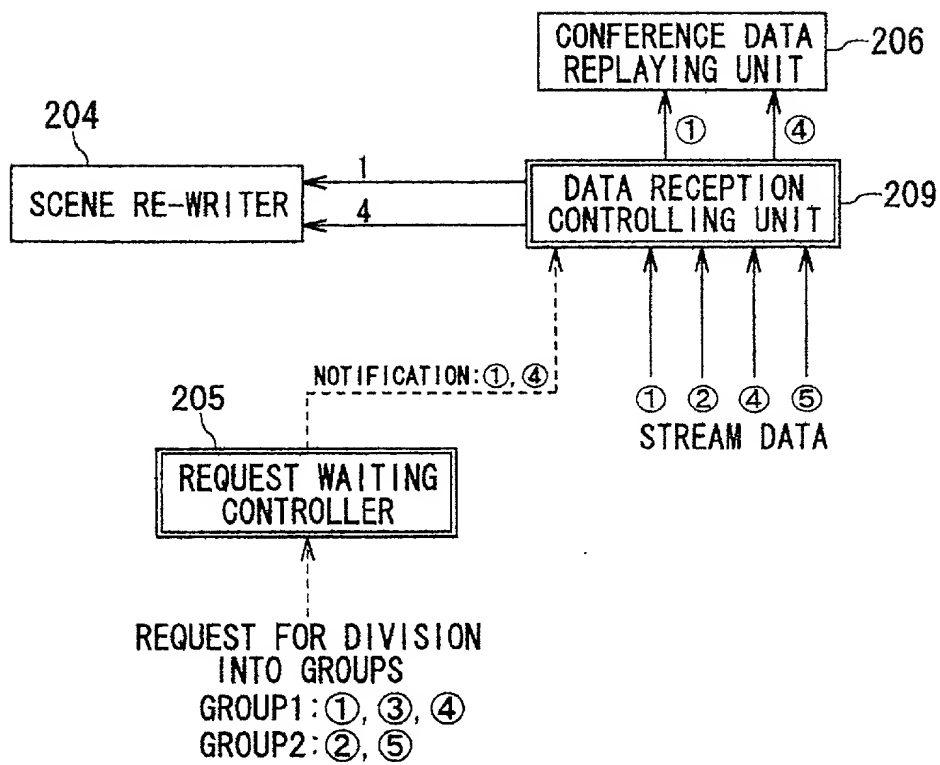 CONFERENCE DATA
REPLAYING UNIT
206
204
① ④
SCENE RE-WRITER
1
4
DATA RECEPTION
CONTROLLING UNIT
209
NOTIFICATION:①, ④
① ② ④ ⑤
STREAM DATA
205
REQUEST WAITING
CONTROLLER
REQUEST FOR DIVISION
INTO GROUPS
GROUP1:①, ③, ④
GROUP2:②, ⑤